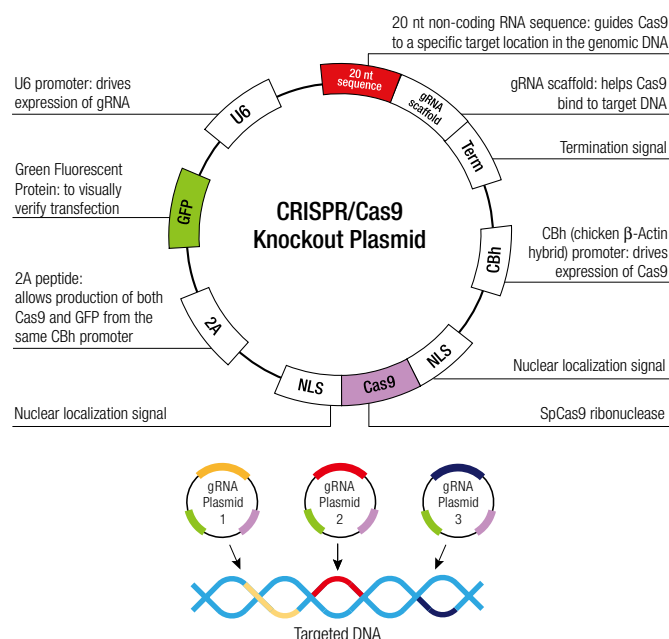 20 nt non-coding RNA sequence: guides Cas9
to a specific target location in the genomic DNA
U6 promoter: drives
expression of gRNA
gRNA scaffold: helps Cas9
bind to target DNA
Termination signal
Green Fluorescent
Protein: to visually
verify transfection
CBh (chicken β-Actin
hybrid) promoter: drives
expression of Cas9
2A peptide:
allows production of both
Cas9 and GFP from the
same CBh promoter
Nuclear localization signal
Nuclear localization signal
SpCas9 ribonuclease
20 nt
sequence
gRNA
scaffold
Term
CBh
NLS
Cas9
NLS
2A
GFP
U6
CRISPR/Cas9
Knockout Plasmid
gRNA
Plasmid
1
gRNA
Plasmid
2
gRNA
Plasmid
3
Targeted DNA